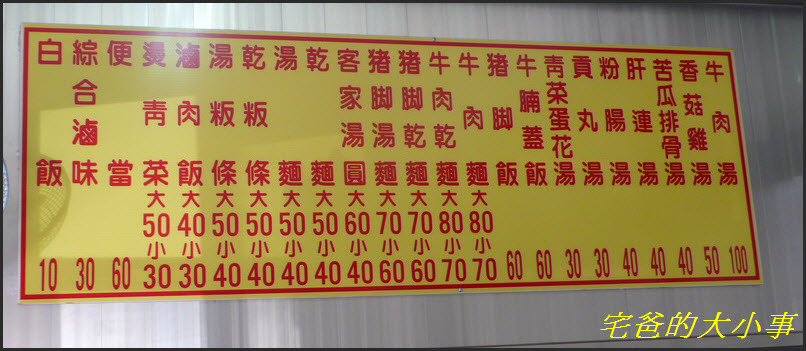 白飯 10
綜合滷味 30
便當 60
燙青菜 大50小30
滷肉飯 大40小30
湯粄條 大50小40
乾粄條 大50小40
湯麵 大50小40
乾麵 大50小40
客家湯圓 大60小40
猪脚湯麵 大70小60
猪脚乾麵 大70小60
牛肉乾麵 大80小70
牛肉麵 大80小70
猪脚飯 60
牛腩蓋飯 60
青菜蛋花湯 30
貢丸湯 30
粉腸湯 40
肝連湯 40
苦瓜排骨湯 40
香菇雞湯 50
牛肉湯 100
宅爸的大小事